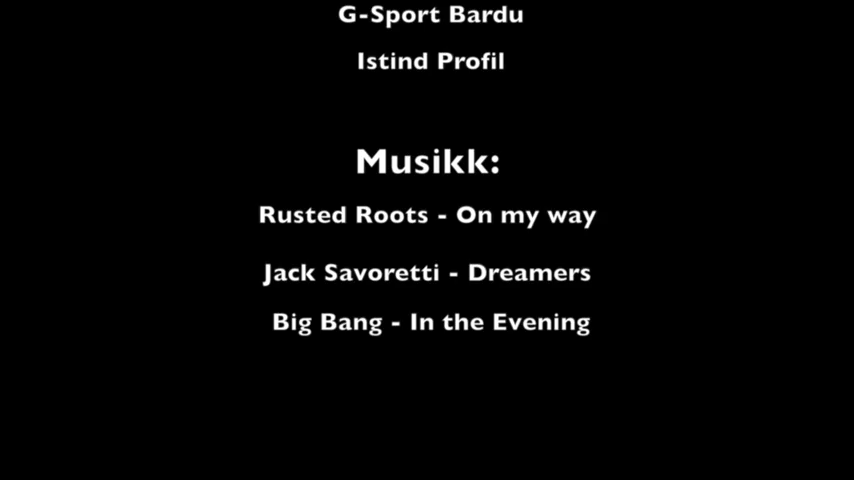 G-Sport Bardu
Istind Profil
Musikk:
Rusted Roots - On my way
Jack Savoretti - Dreamers
Big Bang - In the Evening